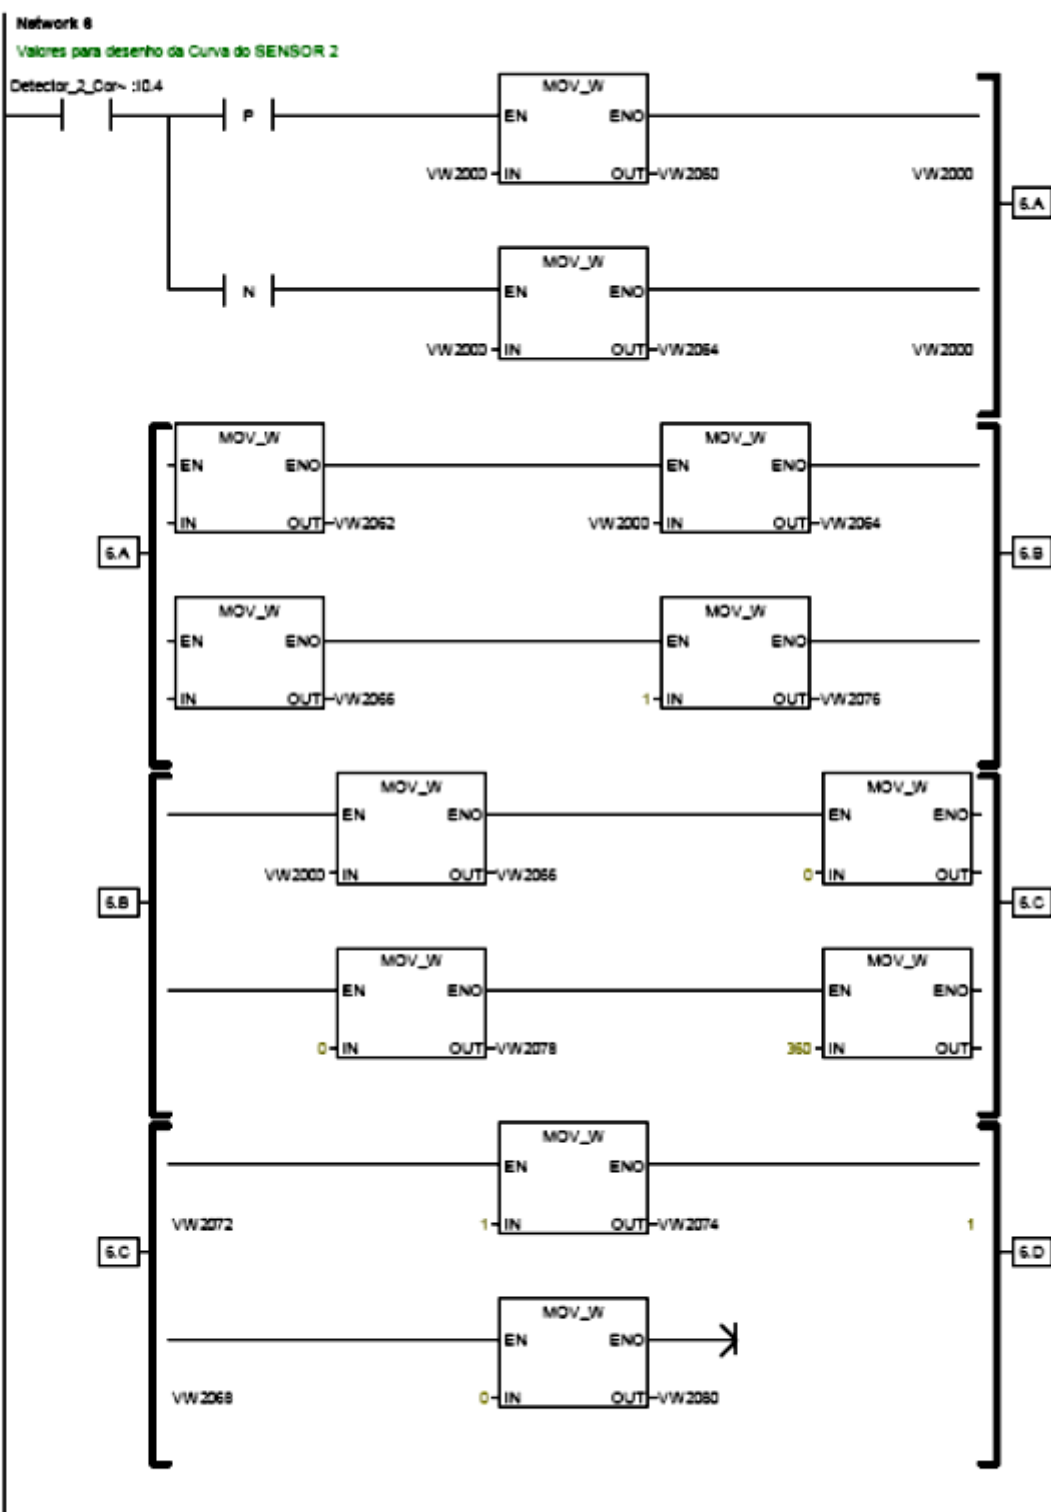 Network 6
Valores para desenho da Curva do SENSOR 2
Detector_2_Cor~ :I0.4
P
MOV_W
EN ENO
VW2000 IN OUT VW2060 VW2000
6.A
MOV_W
N EN ENO
VW2000 IN OUT VW2064 VW2000
MOV_W MOV_W
EN ENO EN ENO
IN OUT VW2062 VW2000 IN OUT VW2064
6.A 6.B
MOV_W MOV_W
EN ENO EN ENO
IN OUT VW2066 1 IN OUT VW2076
MOV_W MOV_W
EN ENO EN ENO
VW2000 IN OUT VW2066 0 IN OUT
6.B 6.C
MOV_W MOV_W
EN ENO EN ENO
0 IN OUT VW2078 360 IN OUT
MOV_W
EN ENO
VW2072 1 IN OUT VW2074 1
6.C 6.D
MOV_W
EN ENO
VW2068 0 IN OUT VW2080